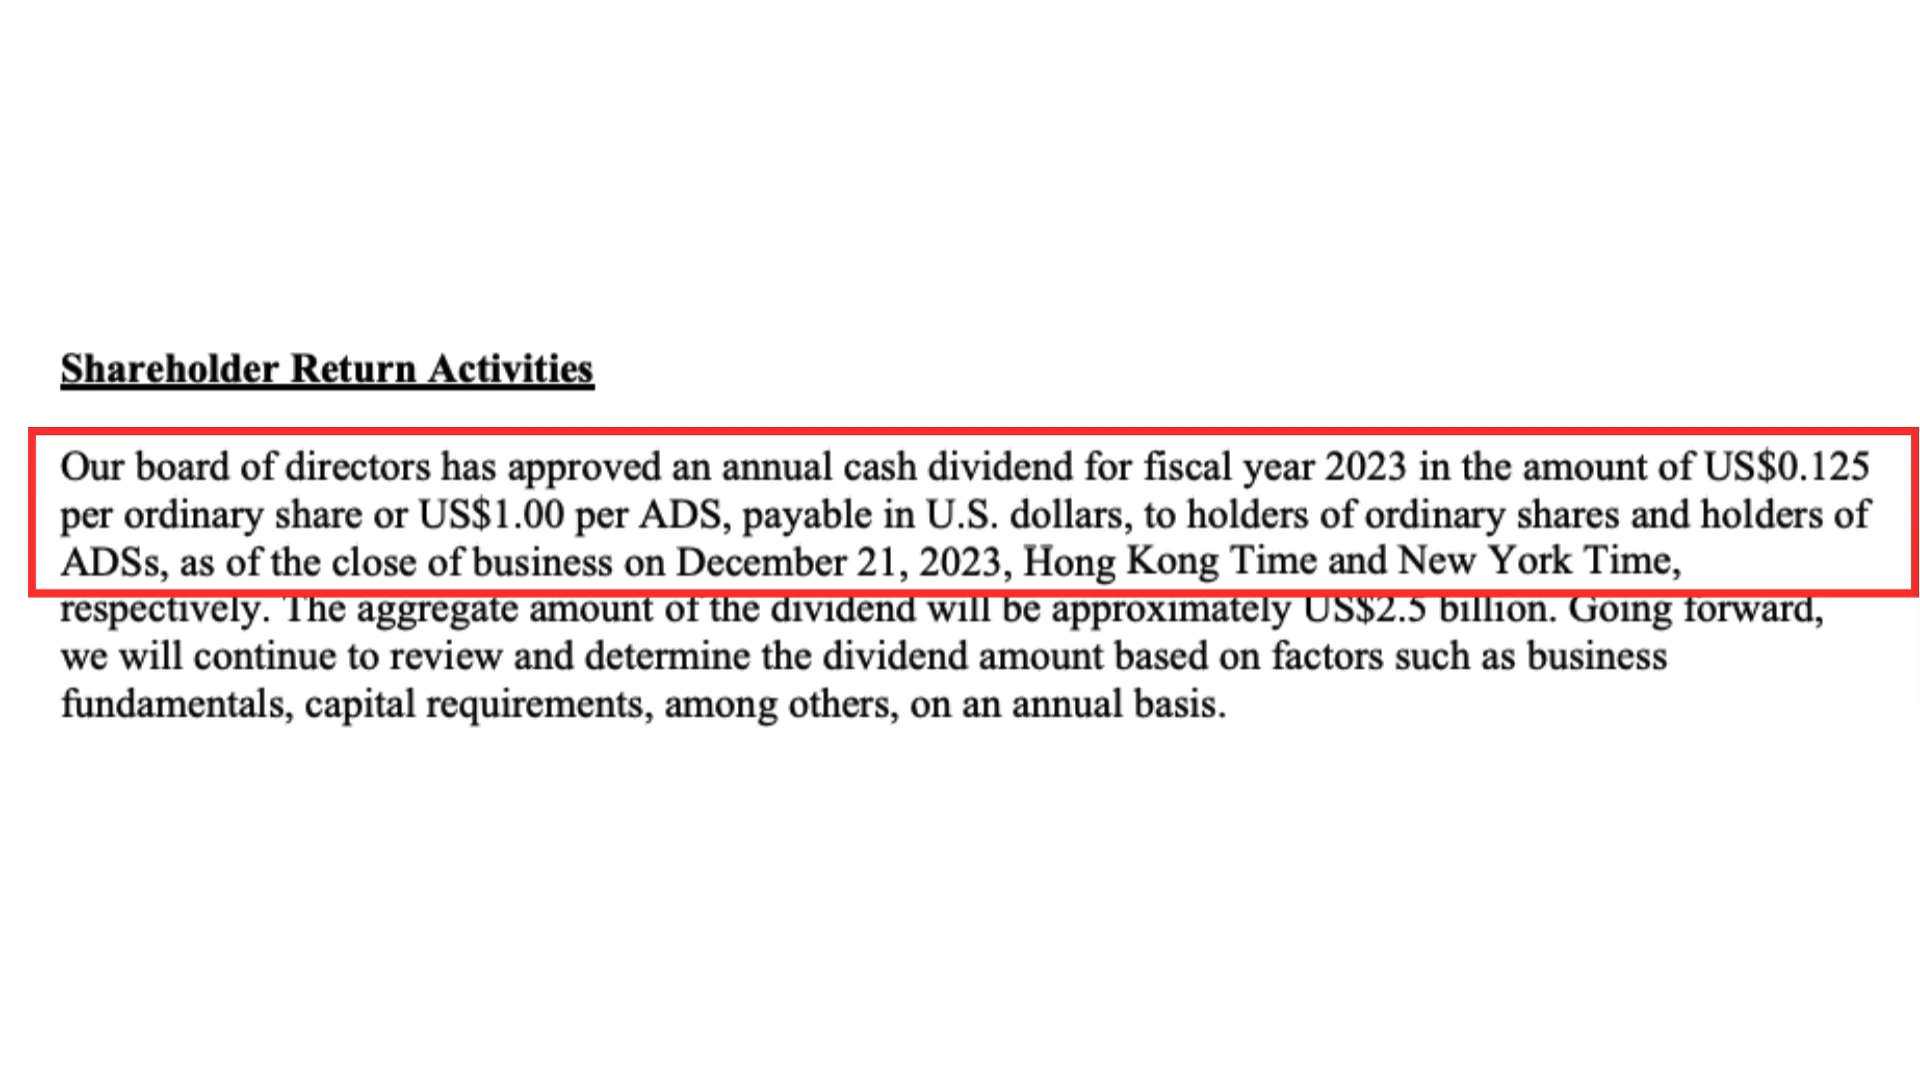 Shareholder Return Activities
Our board of directors has approved an annual cash dividend for fiscal year 2023 in the amount of US$0.125
per ordinary share or US$1.00 per ADS, payable in U.S. dollars, to holders of ordinary shares and holders of
ADSs, as of the close of business on December 21, 2023, Hong Kong Time and New York Time,
respectively. The aggregate amount of the dividend will be approximately US$2.5 billion. Going forward,
we will continue to review and determine the dividend amount based on factors such as business
fundamentals, capital requirements, among others, on an annual basis.